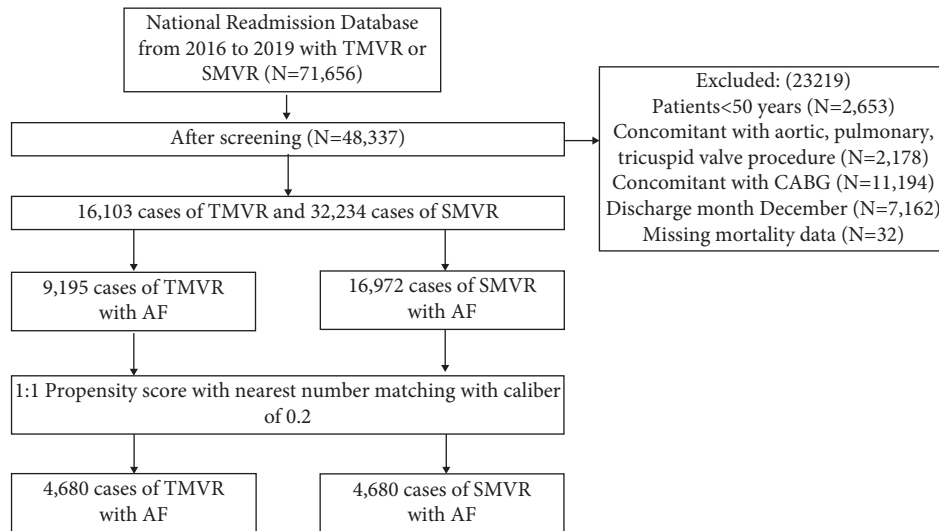 National Readmission Database
from 2016 to 2019 with TMVR or
SMVR (N=71,656)
Excluded: (23219)
Patients<50 years (N=2,653)
Concomitant with aortic, pulmonary,
tricuspid valve procedure (N=2,178)
Concomitant with CABG (N=11,194)
Discharge month December (N=7,162)
Missing mortality data (N=32)
After screening (N=48,337)
16,103 cases of TMVR and 32,234 cases of SMVR
9,195 cases of TMVR
with AF
16,972 cases of SMVR
with AF
1:1 Propensity score with nearest number matching with caliber
of 0.2
4,680 cases of TMVR
with AF
4,680 cases of SMVR
with AF